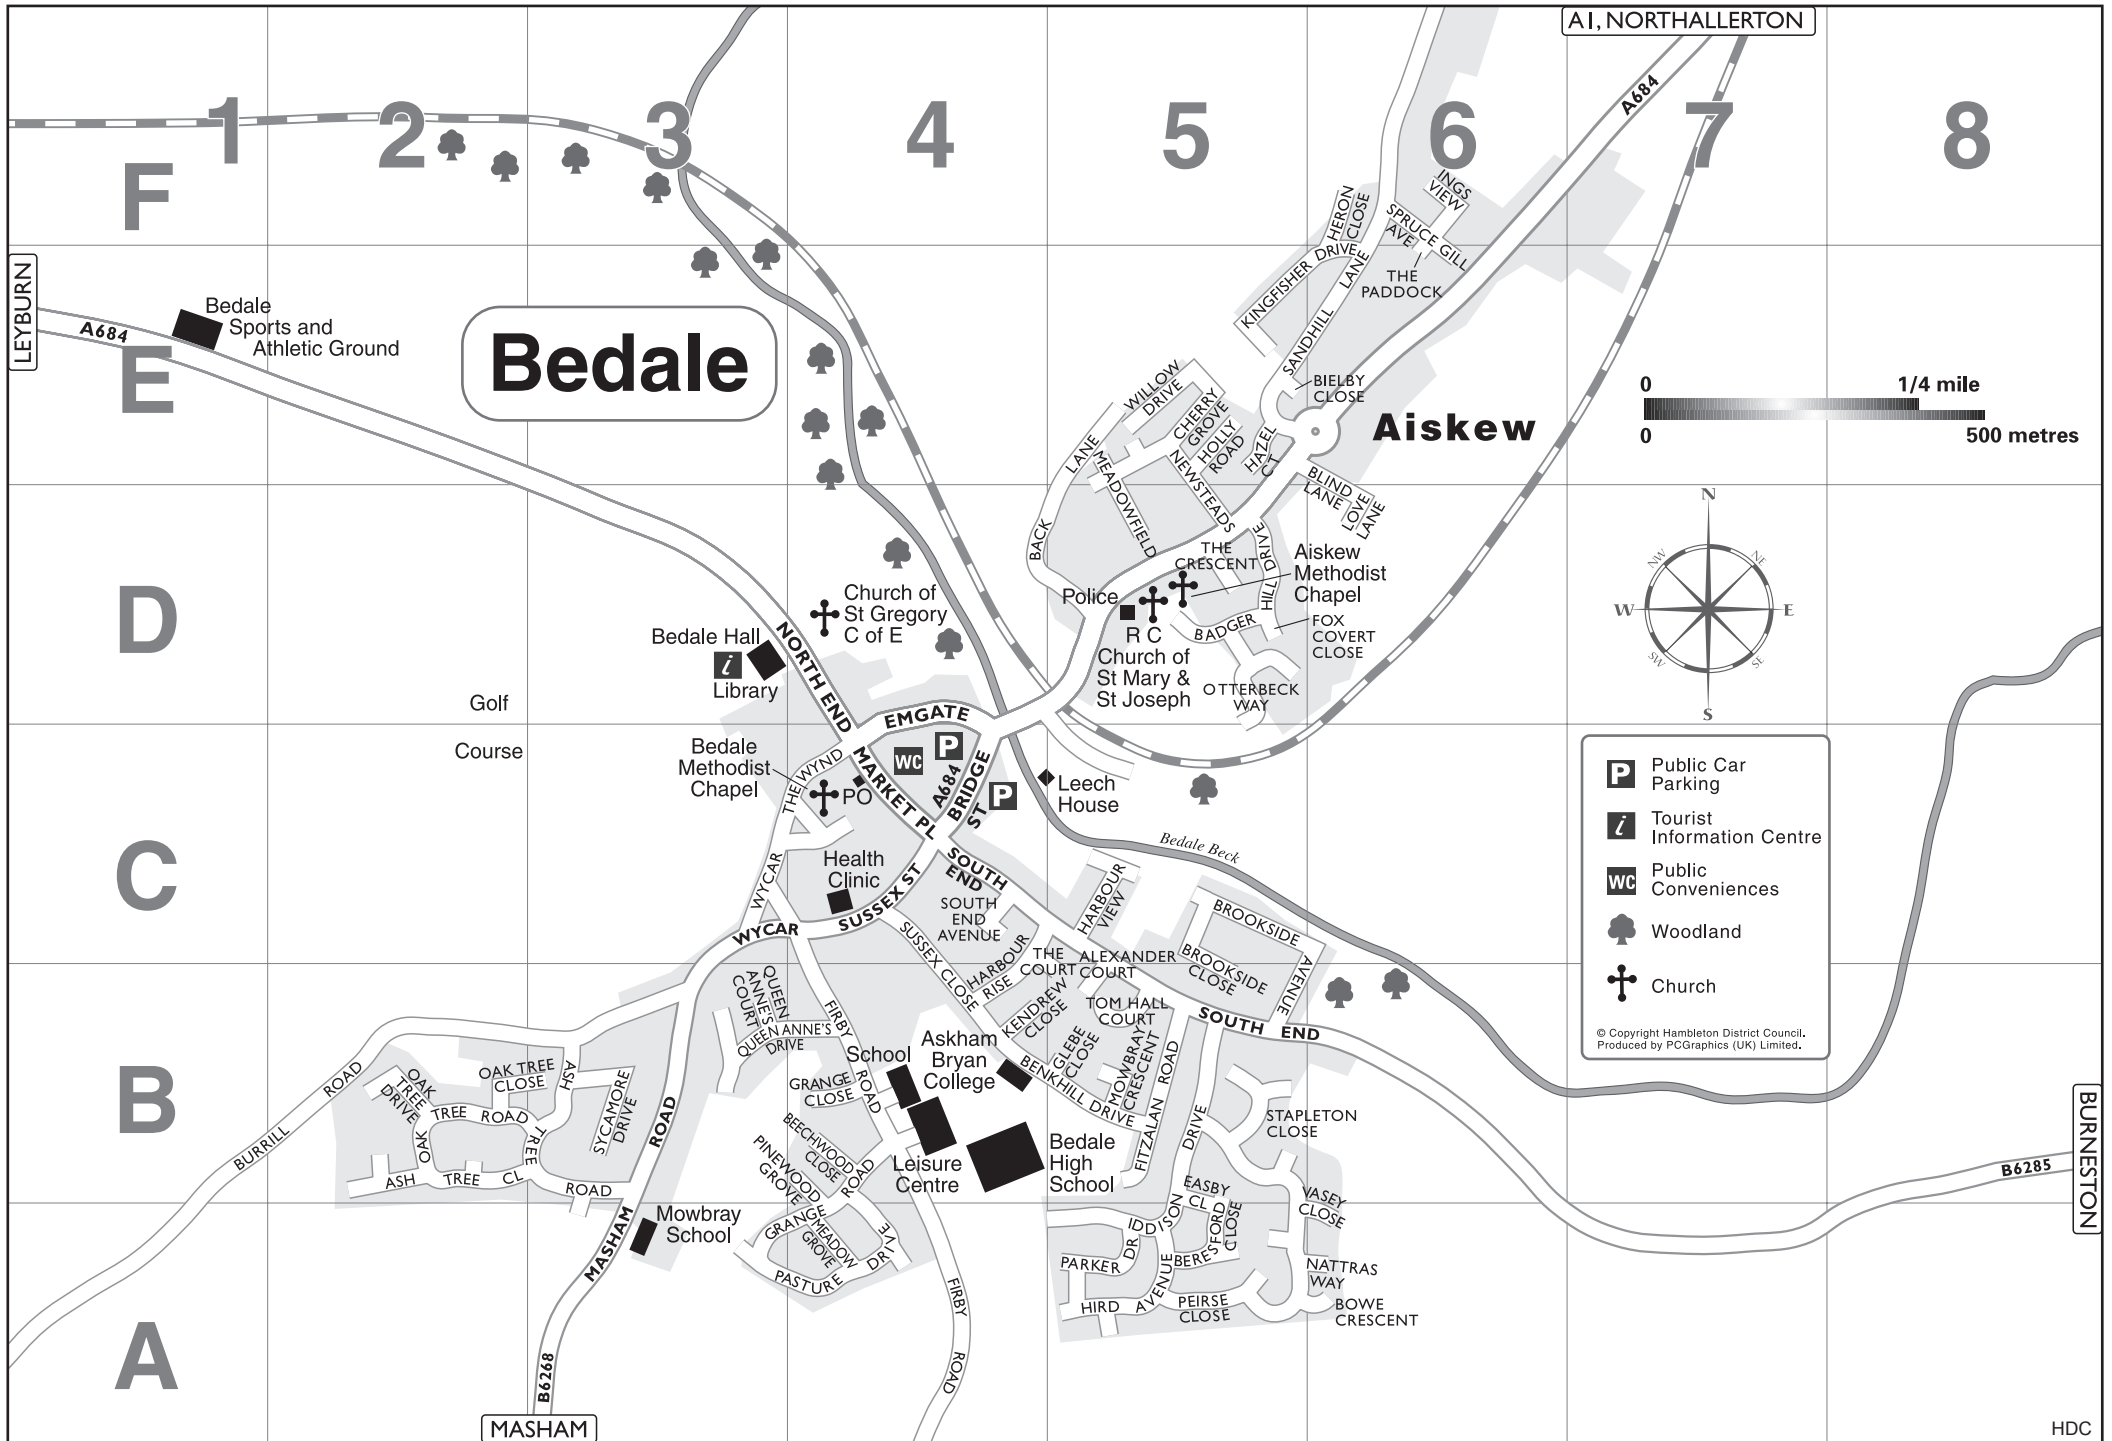 A1, NORTHALLERTON
1
2
3
4
5
6
7
8
F
E
D
C
B
A
A684
INGS
VIEW
HERON
CLOSE
SPRUCE GILL
AVE
KINGFISHER DRIVE
THE
PADDOCK
SANDHILL LANE
LEYBURN
A684
Bedale
Sports and
Athletic Ground
Bedale
WILLOW
DRIVE
CHERRY
GROVE
HOLLY
ROAD
HAZEL
CT
BIELBY
CLOSE
Aiskew
0
1/4 mile
0
500 metres
BACK LANE
MEADOWFIELD
NEWSTEADS
BLIND
LANE
LOVE
LANE
THE
CRESCENT
Aiskew
Methodist
Chapel
BADGER HILL DRIVE
FOX
COVERT
CLOSE
Police
R C
Church of
St Mary &
St Joseph
OTTERBECK
WAY
Church of
St Gregory
C of E
Bedale Hall
i
Library
NORTH END
Golf
Course
EMGATE
P
WC
A684
BRIDGE
ST
P
MARKET PL
PO
THE WYND
Bedale
Methodist
Chapel
Leech
House
Bedale Beck
N
NE
E
SE
S
SW
W
NW
P
Public Car
Parking
i
Tourist
Information Centre
WC
Public
Conveniences
Woodland
Church
© Copyright Hambleton District Council.
Produced by PCGraphics (UK) Limited.
WYCAR
Health
Clinic
SOUTH
END
SUSSEX ST
WYCAR
SOUTH
END
AVENUE
SUSSEX CLOSE
HARBOUR
RISE
HARBOUR
VIEW
THE
COURT
ALEXANDER
COURT
BROOKSIDE
AVENUE
BROOKSIDE
CLOSE
KENDREW
CLOSE
TOM HALL
COURT
GLEBE
CLOSE
MOWBRAY
CRESCENT
SOUTH END
QUEEN
ANNE'S
COURT
QUEEN ANNE'S
DRIVE
FIRBY
ROAD
School
Askham
Bryan
College
BENKHILL DRIVE
FITZALAN ROAD
GRANGE
CLOSE
BEECHWOOD
CLOSE
PINEWOOD
GROVE
GRANGE ROAD
MEADOW
GROVE
PASTURE DRIVE
Leisure
Centre
Bedale
High
School
DRIVE
STAPLETON
CLOSE
EASBY
CL
VASEY
CLOSE
IDDISON
BERESFORD
CLOSE
PARKER DR
AVENUE
HIRD
PEIRSE
CLOSE
NATTRAS
WAY
BOWE
CRESCENT
BURRILL ROAD
OAK
TREE
DRIVE
OAK TREE
CLOSE
ASH
TREE
OAK TREE ROAD
SYCAMORE
DRIVE
ASH TREE CL
ROAD
MASHAM ROAD
Mowbray
School
FIRBY
ROAD
B6268
MASHAM
B6285
BURNESTON
HDC